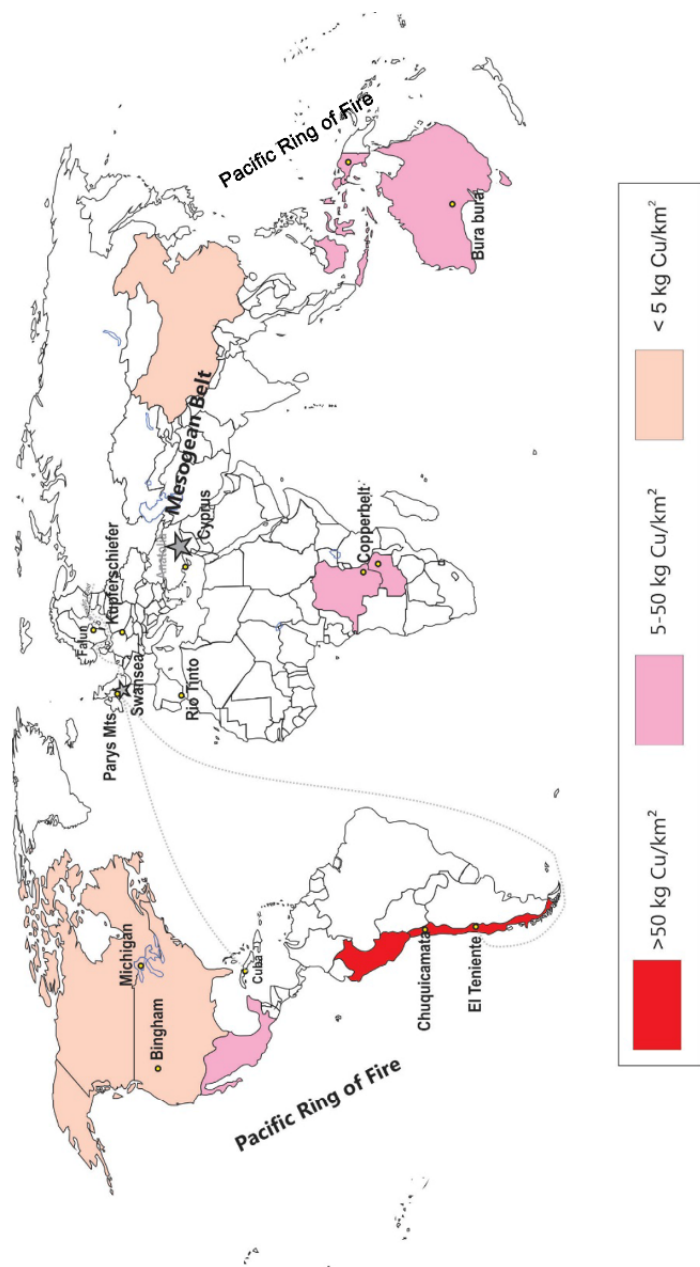 Pacific Ring of Fire
Falun
Kupferschiefer
Parys Mts
Swansea
Mesogean Belt
Anatolia
Cyprus
Rio Tinto
Michigan
Bingham
Cuba
Copperbelt
Bura bura
Chuquicamata
El Teniente
Pacific Ring of Fire
>50 kg Cu/km²
5-50 kg Cu/km²
< 5 kg Cu/km²